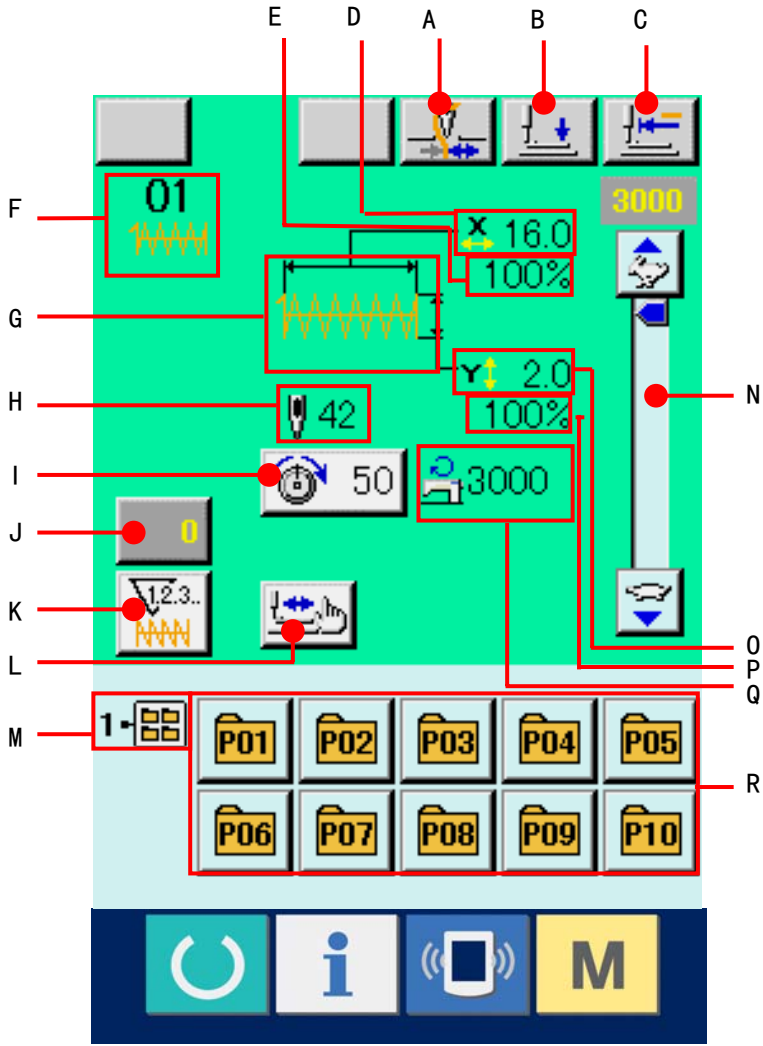 E D A B C
F 01 3000
X 16.0
100%
G
Y 2.0
H 42 100% N
I 50 3000
J 0
K 1.2.3..
L
O
P
Q
M 1
P01 P02 P03 P04 P05
R
P06 P07 P08 P09 P10
i M